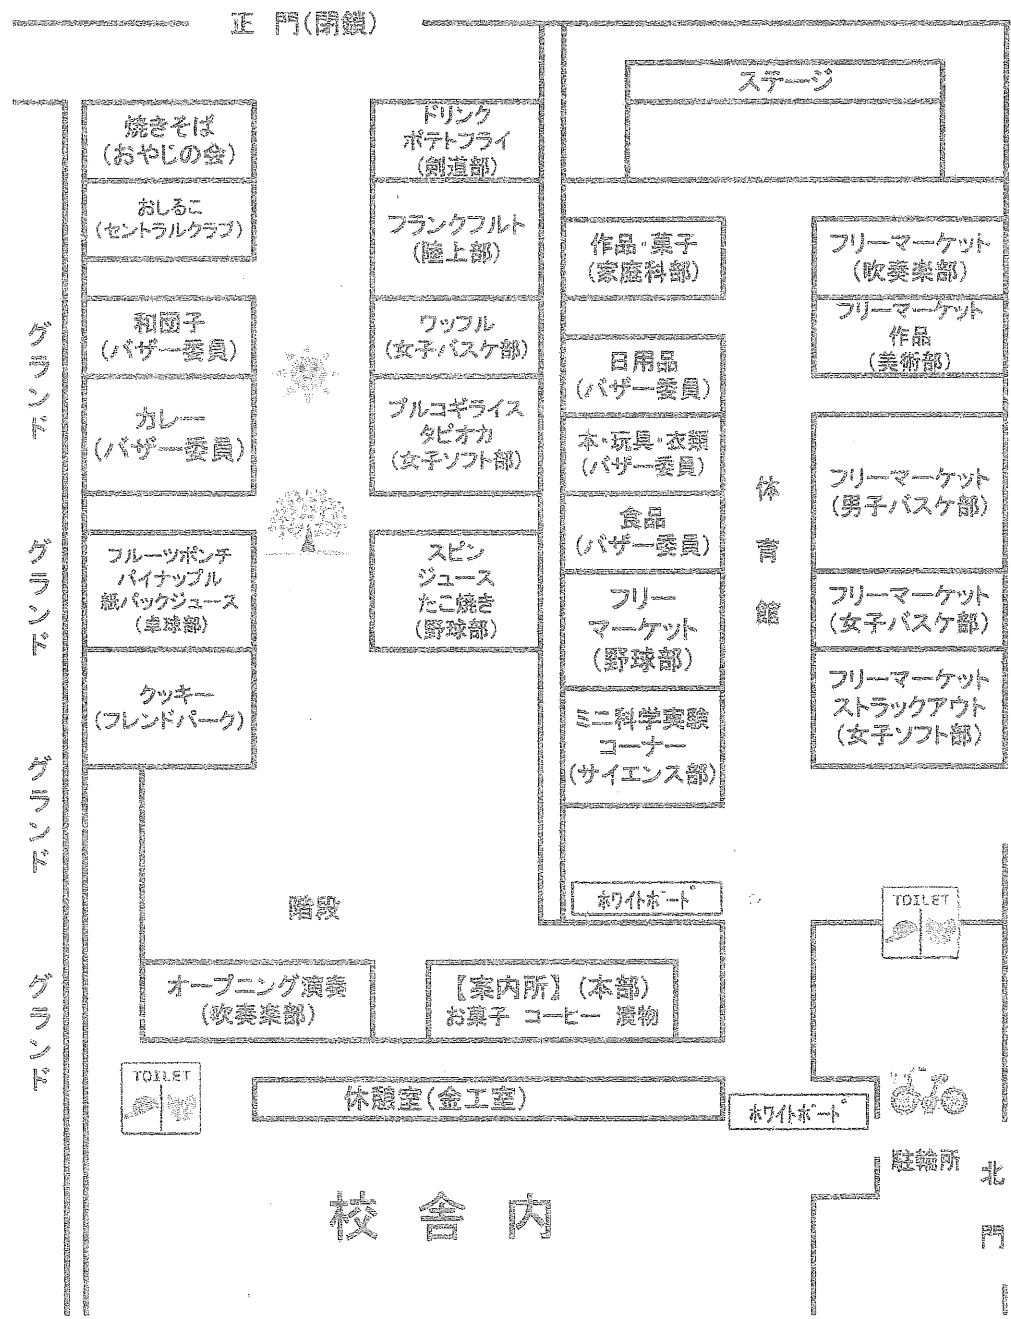 正 門(閉鎖)
ステージ
焼きそば
(おやじの会)
おしるこ
(セントラルクラブ)
和団子
(バザー委員)
カレー
(バザー委員)
フルーツポンチ
パイナップル
紙パックジュース
(卓球部)
クッキー
(フレンドパーク)
ドリンク
ポテトフライ
(剣道部)
フランクフルト
(陸上部)
ワッフル
(女子バスケ部)
プルコギライス
タピオカ
(女子ソフト部)
スピン
ジュース
たこ焼き
(野球部)
作品・菓子
(家庭科部)
日用品
(バザー委員)
本・玩具・衣類
(バザー委員)
食品
(バザー委員)
フリー
マーケット
(野球部)
ミニ科学実験
コーナー
(サイエンス部)
体育館
フリーマーケット
(吹奏楽部)
フリーマーケット
作品
(美術部)
フリーマーケット
(男子バスケ部)
フリーマーケット
(女子バスケ部)
フリーマーケット
ストラックアウト
(女子ソフト部)
グランド
グランド
グランド
グランド
階段
ホワイトボード
TOILET
オープニング演奏
(吹奏楽部)
【案内所】(本部)
お菓子 コーヒー 漬物
TOILET
休憩室(金工室)
ホワイトボード
駐輪所
北門
校舎内